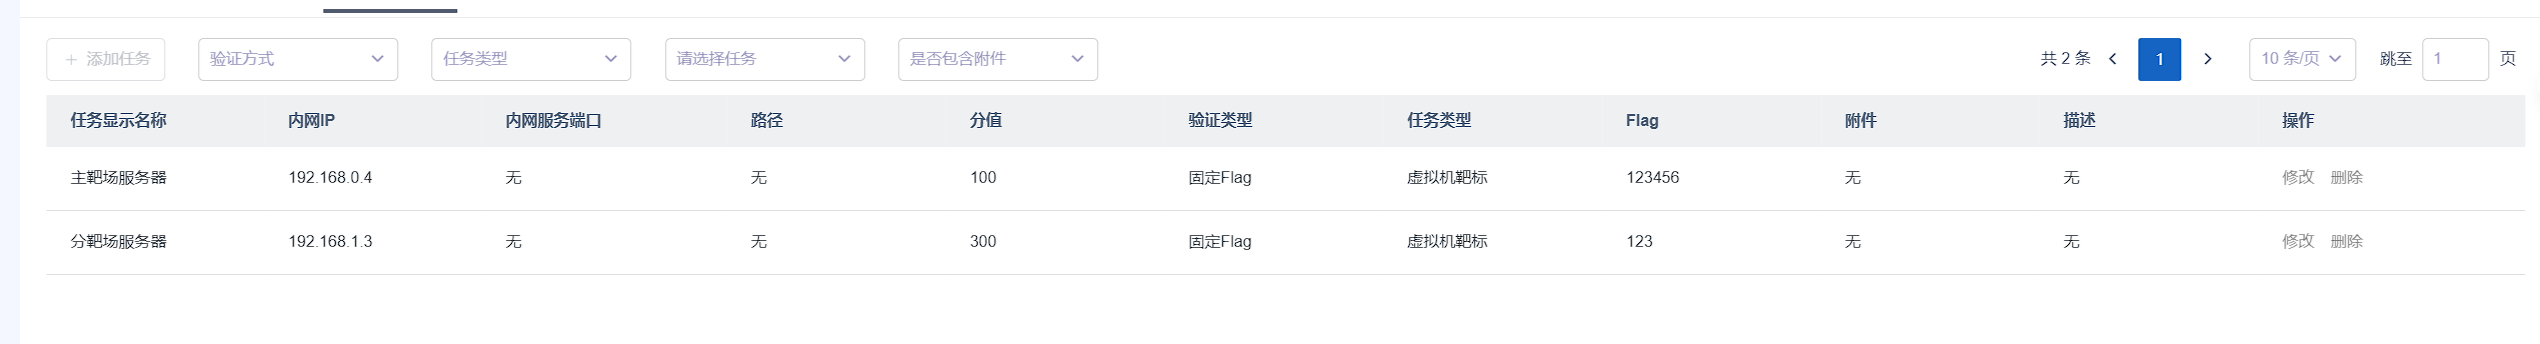 + 添加任务 验证方式 任务类型 请选择任务 是否包含附件 共 2 条 1 10 条/页 跳至 1 页
任务显示名称 内网IP 内网服务端口 路径 分值 验证类型 任务类型 Flag 附件 描述 操作
主靶场服务器 192.168.0.4 无 无 100 固定Flag 虚拟机靶标 123456 无 无 修改 删除
分靶场服务器 192.168.1.3 无 无 300 固定Flag 虚拟机靶标 123 无 无 修改 删除